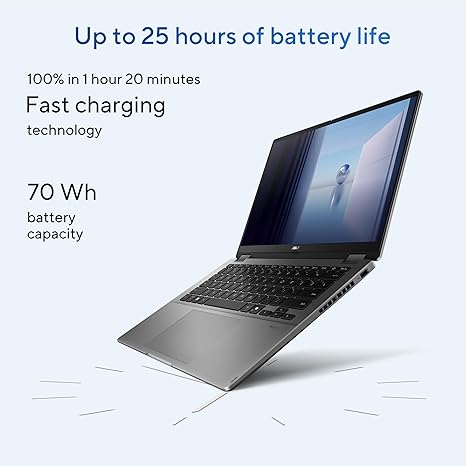 Up to 25 hours of battery life
100% in 1 hour 20 minutes
Fast charging
technology
70 Wh
battery
capacity